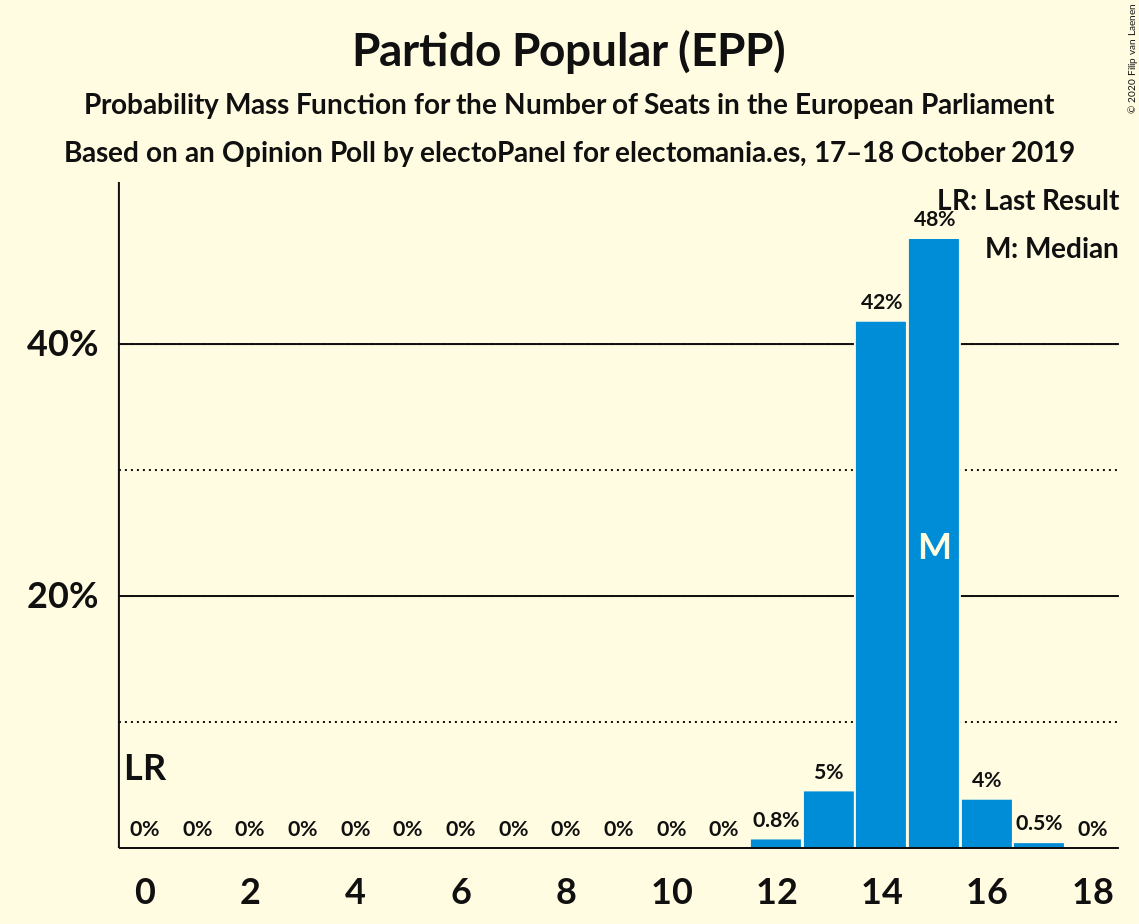 Partido Popular (EPP)
Probability Mass Function for the Number of Seats in the European Parliament
Based on an Opinion Poll by electoPanel for electomania.es, 17–18 October 2019
© 2020 Filip van Laenen
LR: Last Result
M: Median
48%
42%
40%
M
20%
LR
0% 0% 0% 0% 0% 0% 0% 0% 0% 0% 0% 0% 0.8% 5% 4% 0.5% 0%
0 2 4 6 8 10 12 14 16 18